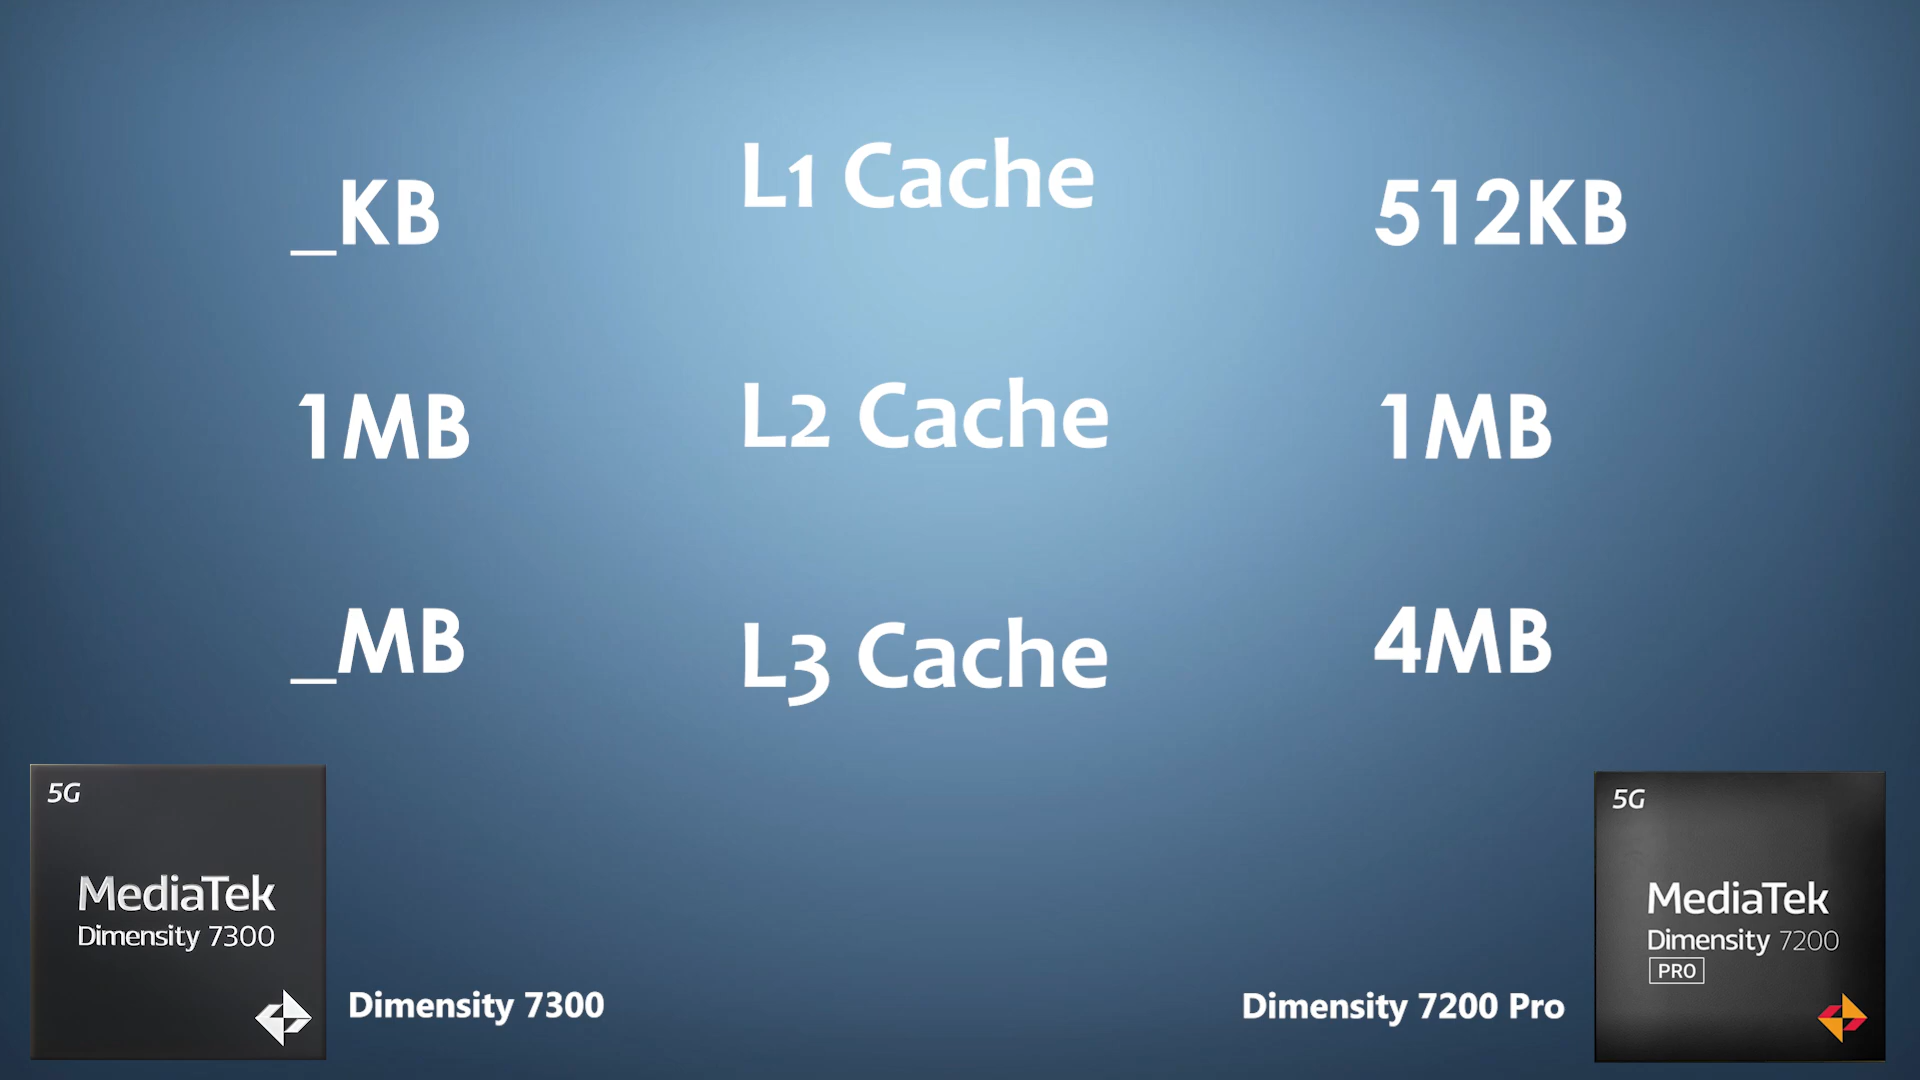 _KB
L1 Cache
512KB
1MB
L2 Cache
1MB
_MB
L3 Cache
4MB
5G
MediaTek
Dimensity 7300
Dimensity 7300
Dimensity 7200 Pro
5G
MediaTek
Dimensity 7200
PRO